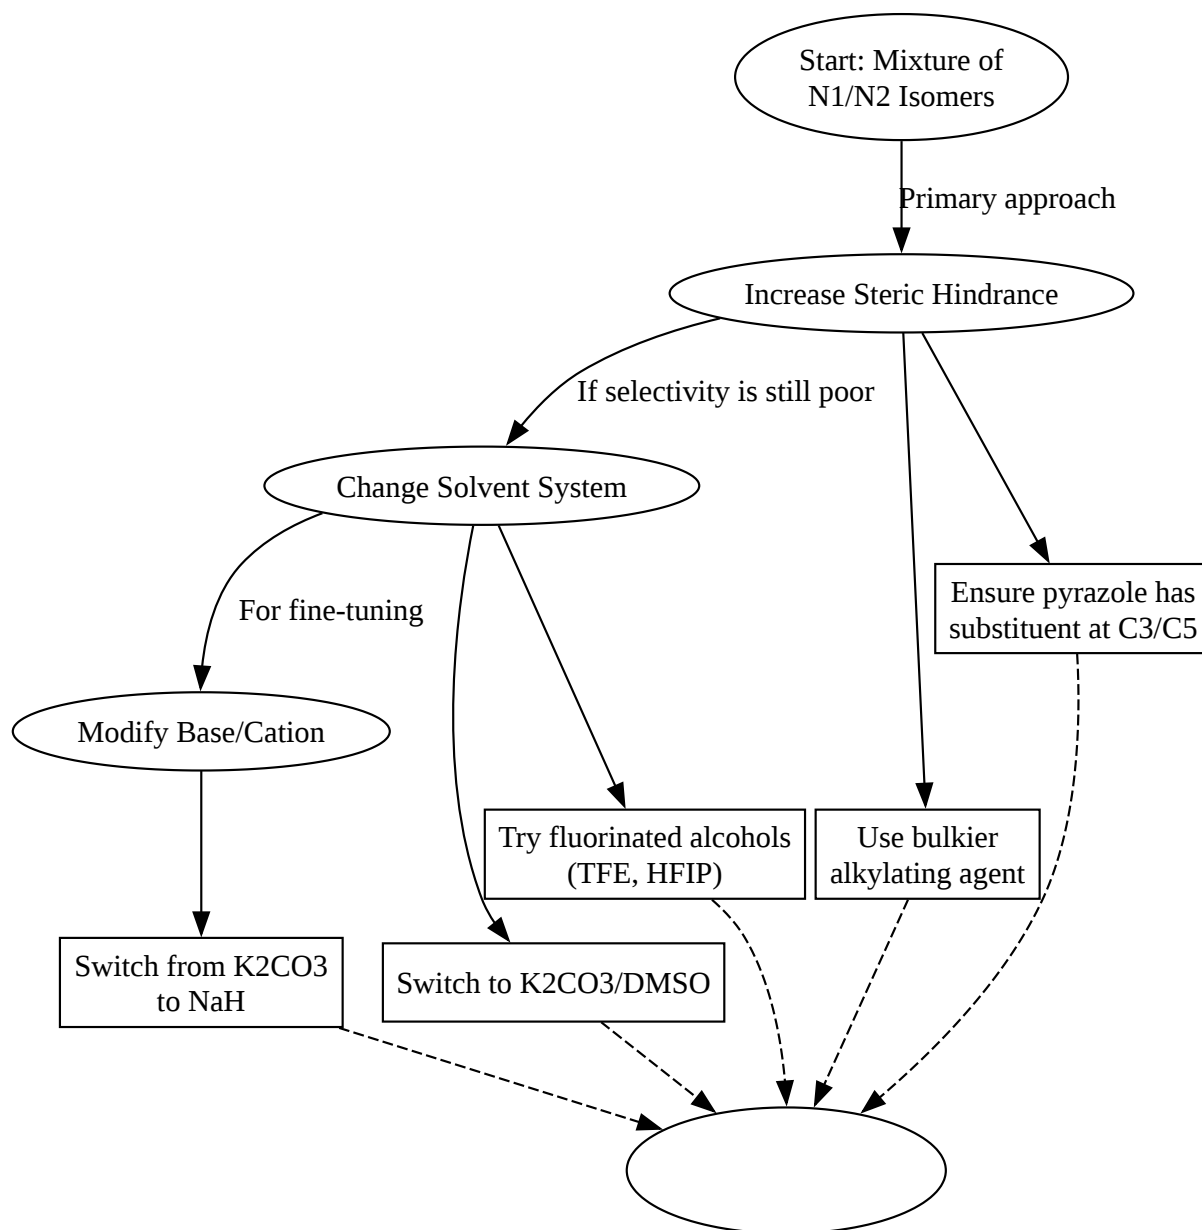 Start: Mixture of
N1/N2 Isomers
Primary approach
Increase Steric Hindrance
If selectivity is still poor
Change Solvent System
Ensure pyrazole has
substituent at C3/C5
For fine-tuning
Modify Base/Cation
Try fluorinated alcohols
(TFE, HFIP)
Use bulkier
alkylating agent
Switch from K2CO3
to NaH
Switch to K2CO3/DMSO